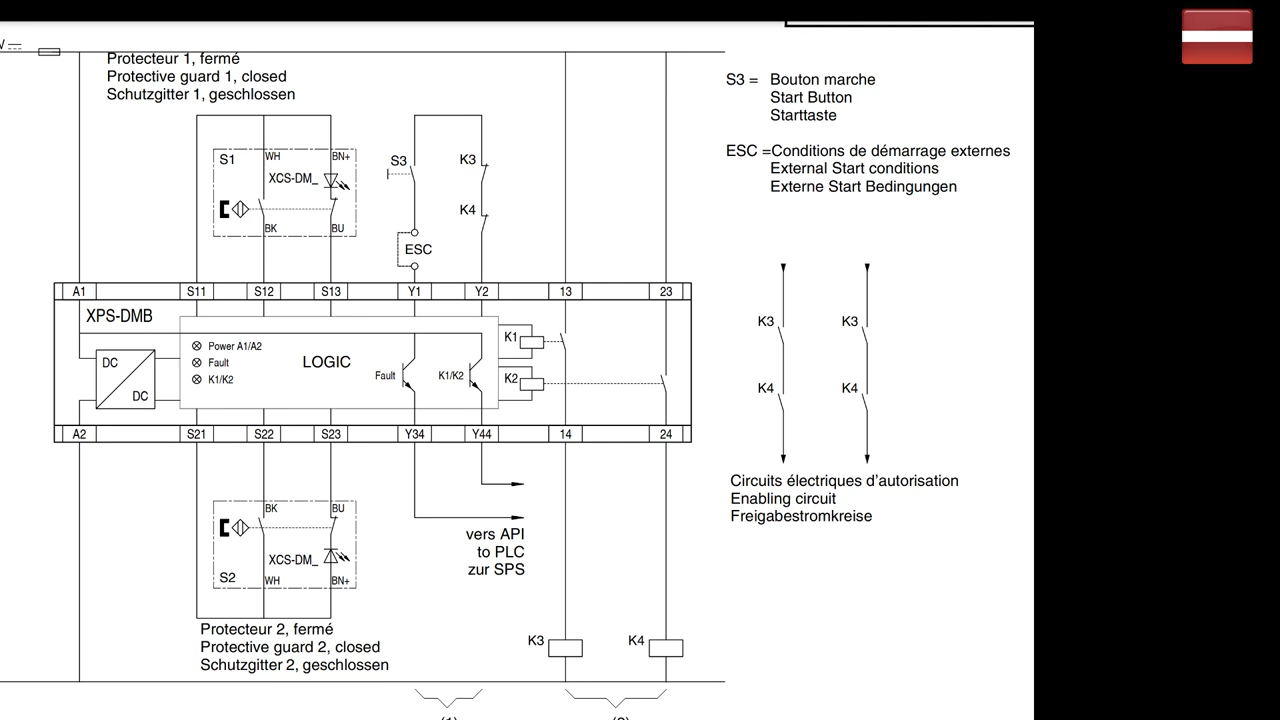 Protecteur 1, fermé
Protective guard 1, closed
Schutzgitter 1, geschlossen
S3 = Bouton marche
Start Button
Starttaste
ESC =Conditions de démarrage externes
External Start conditions
Externe Start Bedingungen
S1
WH
BN+
XCS-DM_
BK
BU
S3
K3
K4
ESC
A1
S11
S12
S13
Y1
Y2
13
23
XPS-DMB
DC
DC
Power A1/A2
Fault
K1/K2
LOGIC
Fault
K1/K2
K1
K2
K3
K3
K4
K4
A2
S21
S22
S23
Y34
Y44
14
24
Circuits électriques d'autorisation
Enabling circuit
Freigabestromkreise
BK
BU
XCS-DM_
S2
WH
BN+
vers API
to PLC
zur SPS
Protecteur 2, fermé
Protective guard 2, closed
Schutzgitter 2, geschlossen
K3
K4